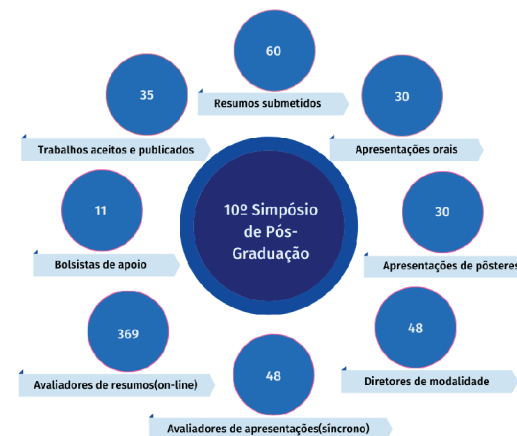 60
Resumos submetidos
35
Trabalhos aceitos e publicados
30
Apresentações orais
10º Simpósio
de Pós-
Graduação
11
Bolsistas de apoio
30
Apresentações de pôsteres
369
Avaliadores de resumos(on-line)
48
Diretores de modalidade
48
Avaliadores de apresentações(síncrono)